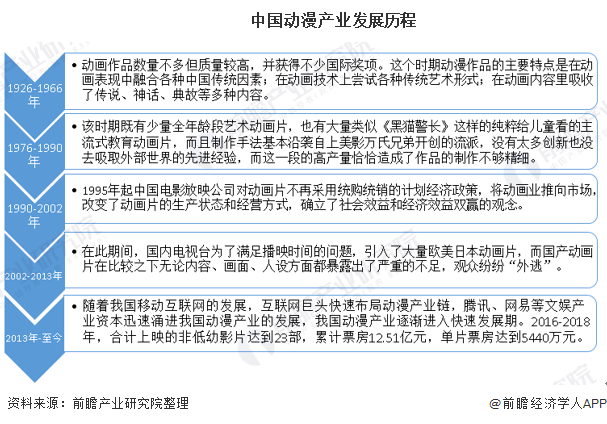 中国动漫产业发展历程
1926-1966
年
• 动画作品数量不多但质量较高，并获得不少国际奖项。这个时期动漫作品的主要特点是在动
画表现中融合各种中国传统因素；在动画技术上尝试各种传统艺术形式；在动画内容里吸收
了传说、神话、典故等多种内容。
1976-1990
年
• 该时期既有少量全年龄段艺术动画片，也有大量类似《黑猫警长》这样的纯粹给儿童看的主
流式教育动画片，而且制作手法基本沿袭自上美影万氏兄弟开创的流派，没有太多创新也没
去吸取外部世界的先进经验，而这一段的高产量恰恰造成了作品的制作不够精细。
1990-2002
年
• 1995年起中国电影放映公司对动画片不再采用统购统销的计划经济政策，将动画业推向市场，
改变了动画片的生产状态和经营方式，确立了社会效益和经济效益双赢的观念。
2002-2013年
• 在此期间，国内电视台为了满足播映时间的问题，引入了大量欧美日本动画片，而国产动画
片在比较之下无论内容、画面、人设方面都暴露出了严重的不足，观众纷纷“外逃”。
2013年-至今
• 随着我国移动互联网的发展，互联网巨头快速布局动漫产业链，腾讯、网易等文娱产
业资本迅速涌进我国动漫产业的发展，我国动漫产业逐渐进入快速发展期。2016-2018
年，合计上映的非低幼影片达到23部，累计票房12.51亿元，单片票房达到5440万元。
资料来源：前瞻产业研究院整理
@前瞻经济学人APP